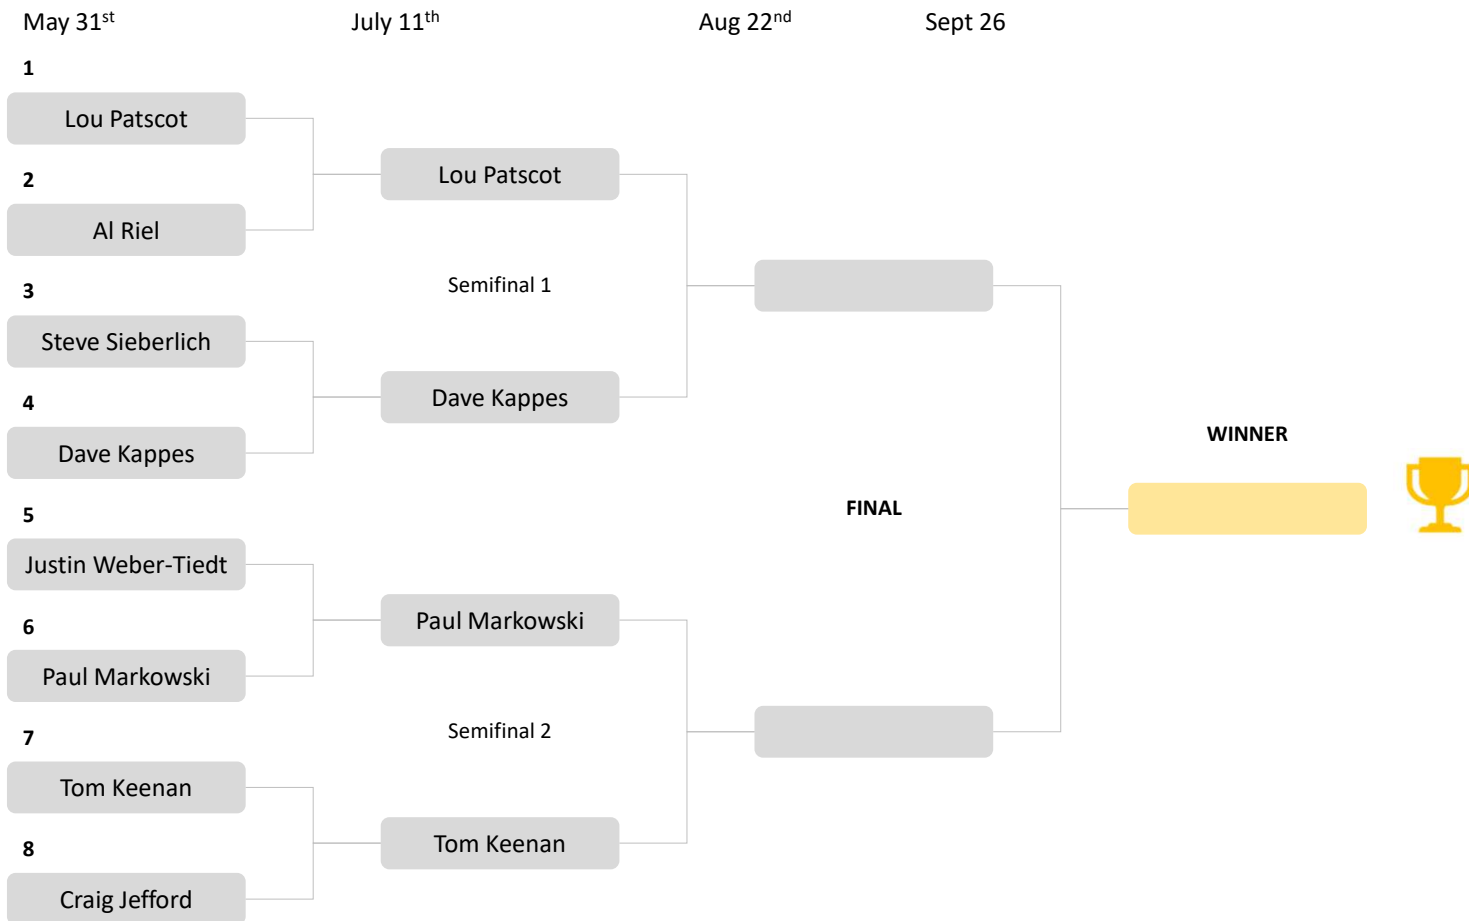 May 31st July 11th Aug 22nd Sept 26
1
Lou Patscot
2
Al Riel
3
Steve Sieberlich
4
Dave Kappes
5
Justin Weber-Tiedt
6
Paul Markowski
7
Tom Keenan
8
Craig Jefford
Lou Patscot
Semifinal 1
Dave Kappes
Paul Markowski
Semifinal 2
Tom Keenan
FINAL
WINNER